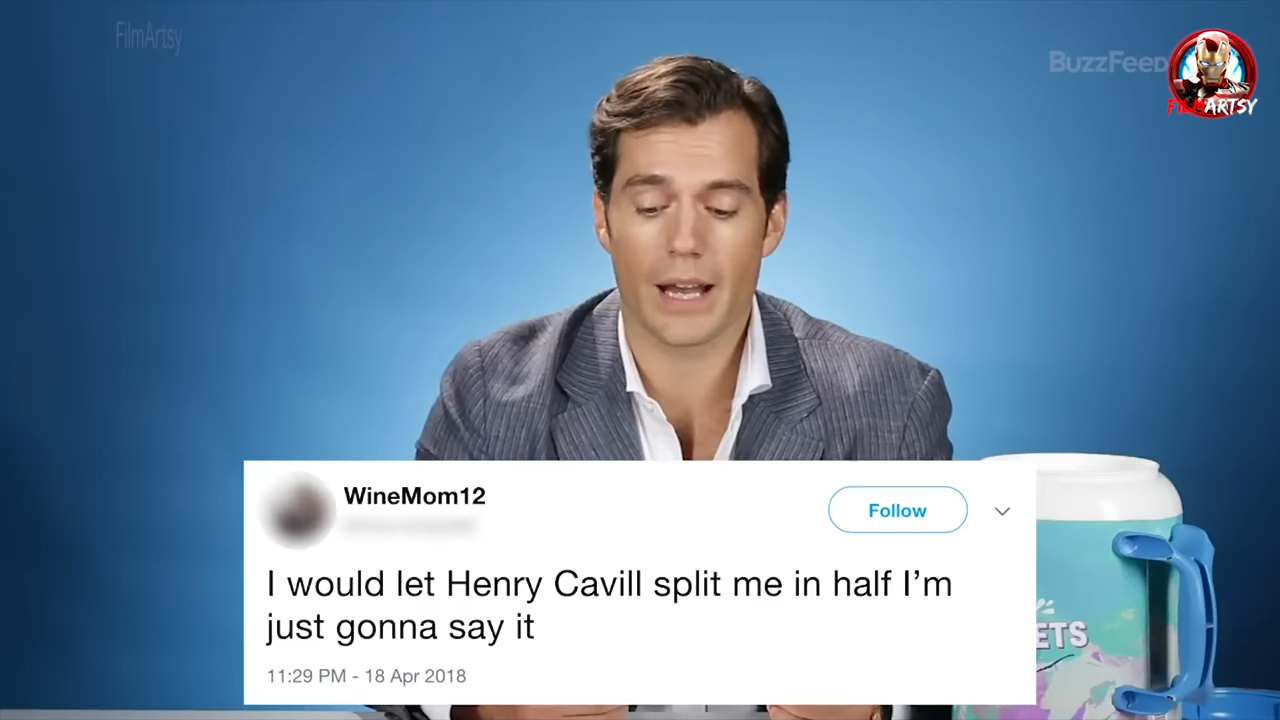 FilmArtsy
BuzzFeed
FILMARTSY
WineMom12
Follow
I would let Henry Cavill split me in half I’m
just gonna say it
11:29 PM - 18 Apr 2018
ETS